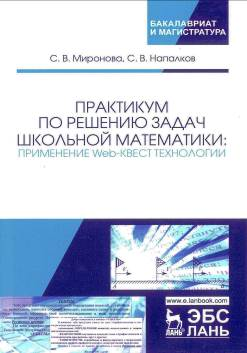 БАКАЛАВРИАТ
И МАГИСТРАТУРА
С. В. Миронова, С. В. Напалков
ПРАКТИКУМ
ПО РЕШЕНИЮ ЗАДАЧ
ШКОЛЬНОЙ МАТЕМАТИКИ:
ПРИМЕНЕНИЕ Web-КВЕСТ ТЕХНОЛОГИИ
www.e.lanbook.com
ЭБС
ЛАНЬ
ЛАНЬ